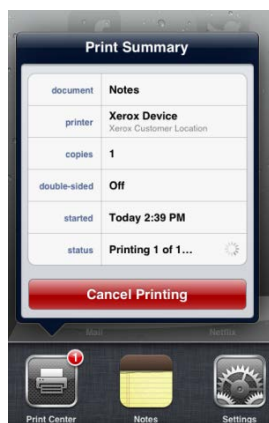 Print Summary
document Notes
printer Xerox Device
Xerox Customer Location
copies 1
double-sided Off
started Today 2:39 PM
status Printing 1 of 1...
Cancel Printing
Mail Netflix
1
Print Center Notes Settings